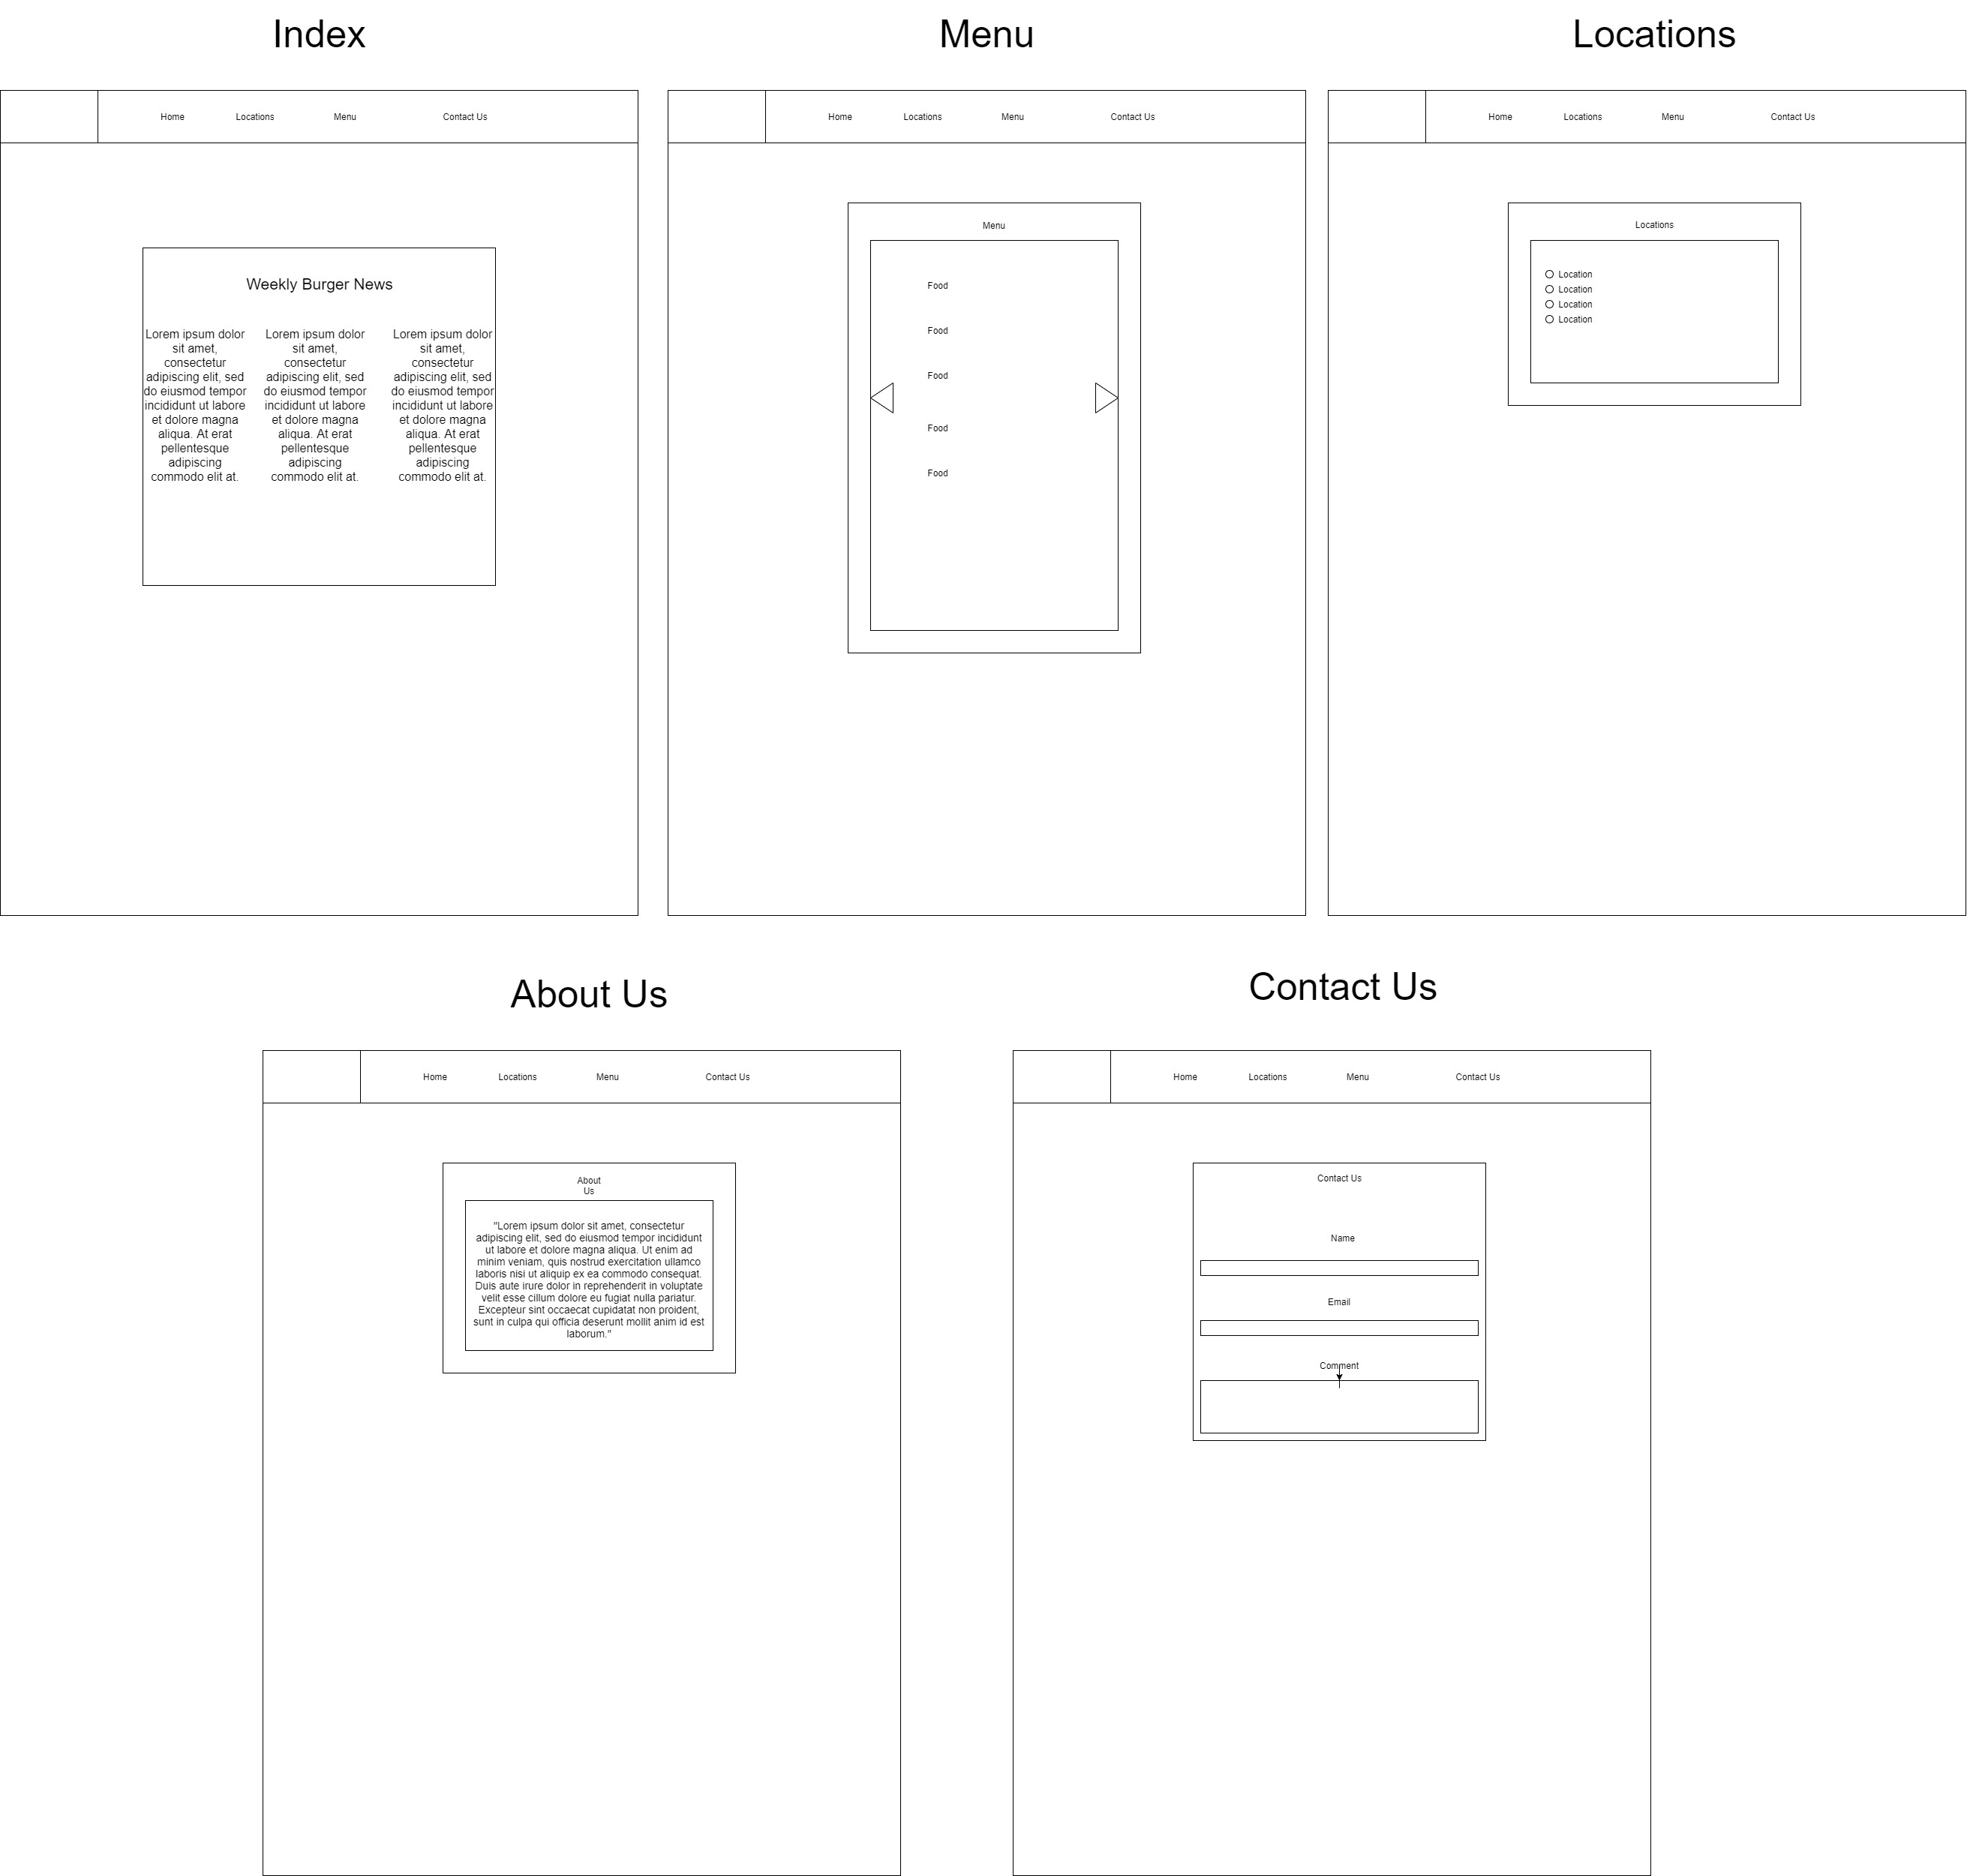 Index
Home Locations Menu Contact Us
Weekly Burger News
Lorem ipsum dolor
sit amet,
consectetur
adipiscing elit, sed
do eiusmod tempor
incididunt ut labore
et dolore magna
aliqua. At erat
pellentesque
adipiscing
commodo elit at.
Lorem ipsum dolor
sit amet,
consectetur
adipiscing elit, sed
do eiusmod tempor
incididunt ut labore
et dolore magna
aliqua. At erat
pellentesque
adipiscing
commodo elit at.
Lorem ipsum dolor
sit amet,
consectetur
adipiscing elit, sed
do eiusmod tempor
incididunt ut labore
et dolore magna
aliqua. At erat
pellentesque
adipiscing
commodo elit at.
Menu
Home Locations Menu Contact Us
Menu
Food
Food
Food
Food
Food
Locations
Home Locations Menu Contact Us
Locations
Location
Location
Location
Location
About Us
Home Locations Menu Contact Us
About
Us
"Lorem ipsum dolor sit amet, consectetur
adipiscing elit, sed do eiusmod tempor incididunt
ut labore et dolore magna aliqua. Ut enim ad
minim veniam, quis nostrud exercitation ullamco
laboris nisi ut aliquip ex ea commodo consequat.
Duis aute irure dolor in reprehenderit in voluptate
velit esse cillum dolore eu fugiat nulla pariatur.
Excepteur sint occaecat cupidatat non proident,
sunt in culpa qui officia deserunt mollit anim id est
laborum."
Contact Us
Home Locations Menu Contact Us
Contact Us
Name
Email
Comment